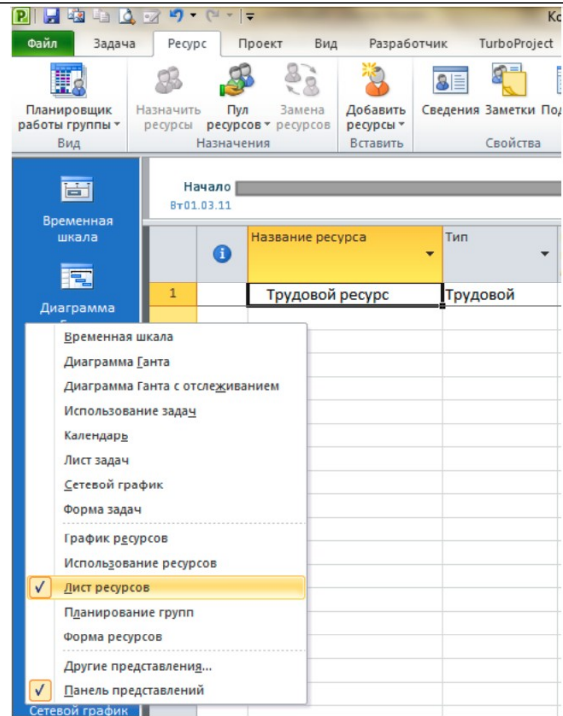 Кс
Файл Задача Ресурс Проект Вид Разработчик TurboProject
Планировщик работы группы
Назначить ресурсы
Пул ресурсов
Замена ресурсов
Добавить ресурсы
Сведения Заметки Под
Вид Назначения Вставить Свойства
Начало
Вт01.03.11
Временная
шкала
Диаграмма
Название ресурса Тип
1 Трудовой ресурс Трудовой
Временная шкала
Диаграмма Ганта
Диаграмма Ганта с отслеживанием
Использование задач
Календарь
Лист задач
Сетевой график
Форма задач
График ресурсов
Использование ресурсов
Лист ресурсов
Планирование групп
Форма ресурсов
Другие представления...
Панель представлений
Сетевой график